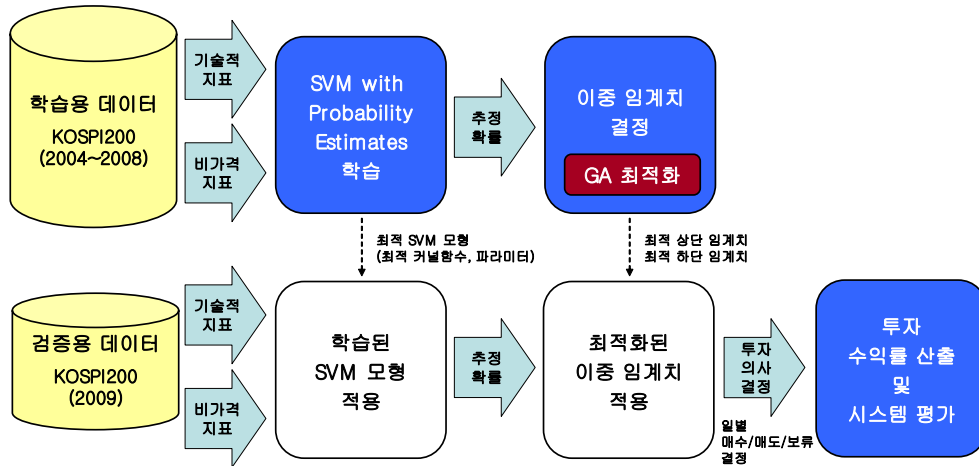 학습용 데이터
KOSPI200
(2004~2008)
기술적
지표
비가격
지표
SVM with
Probability
Estimates
학습
추정
확률
이중 임계치
결정
GA 최적화
최적 SVM 모형
(최적 커널함수, 파라미터)
최적 상단 임계치
최적 하단 임계치
검증용 데이터
KOSPI200
(2009)
기술적
지표
비가격
지표
학습된
SVM 모형
적용
추정
확률
최적화된
이중 임계치
적용
투자
의사
결정
일별
매수/매도/보류
결정
투자
수익률 산출
및
시스템 평가